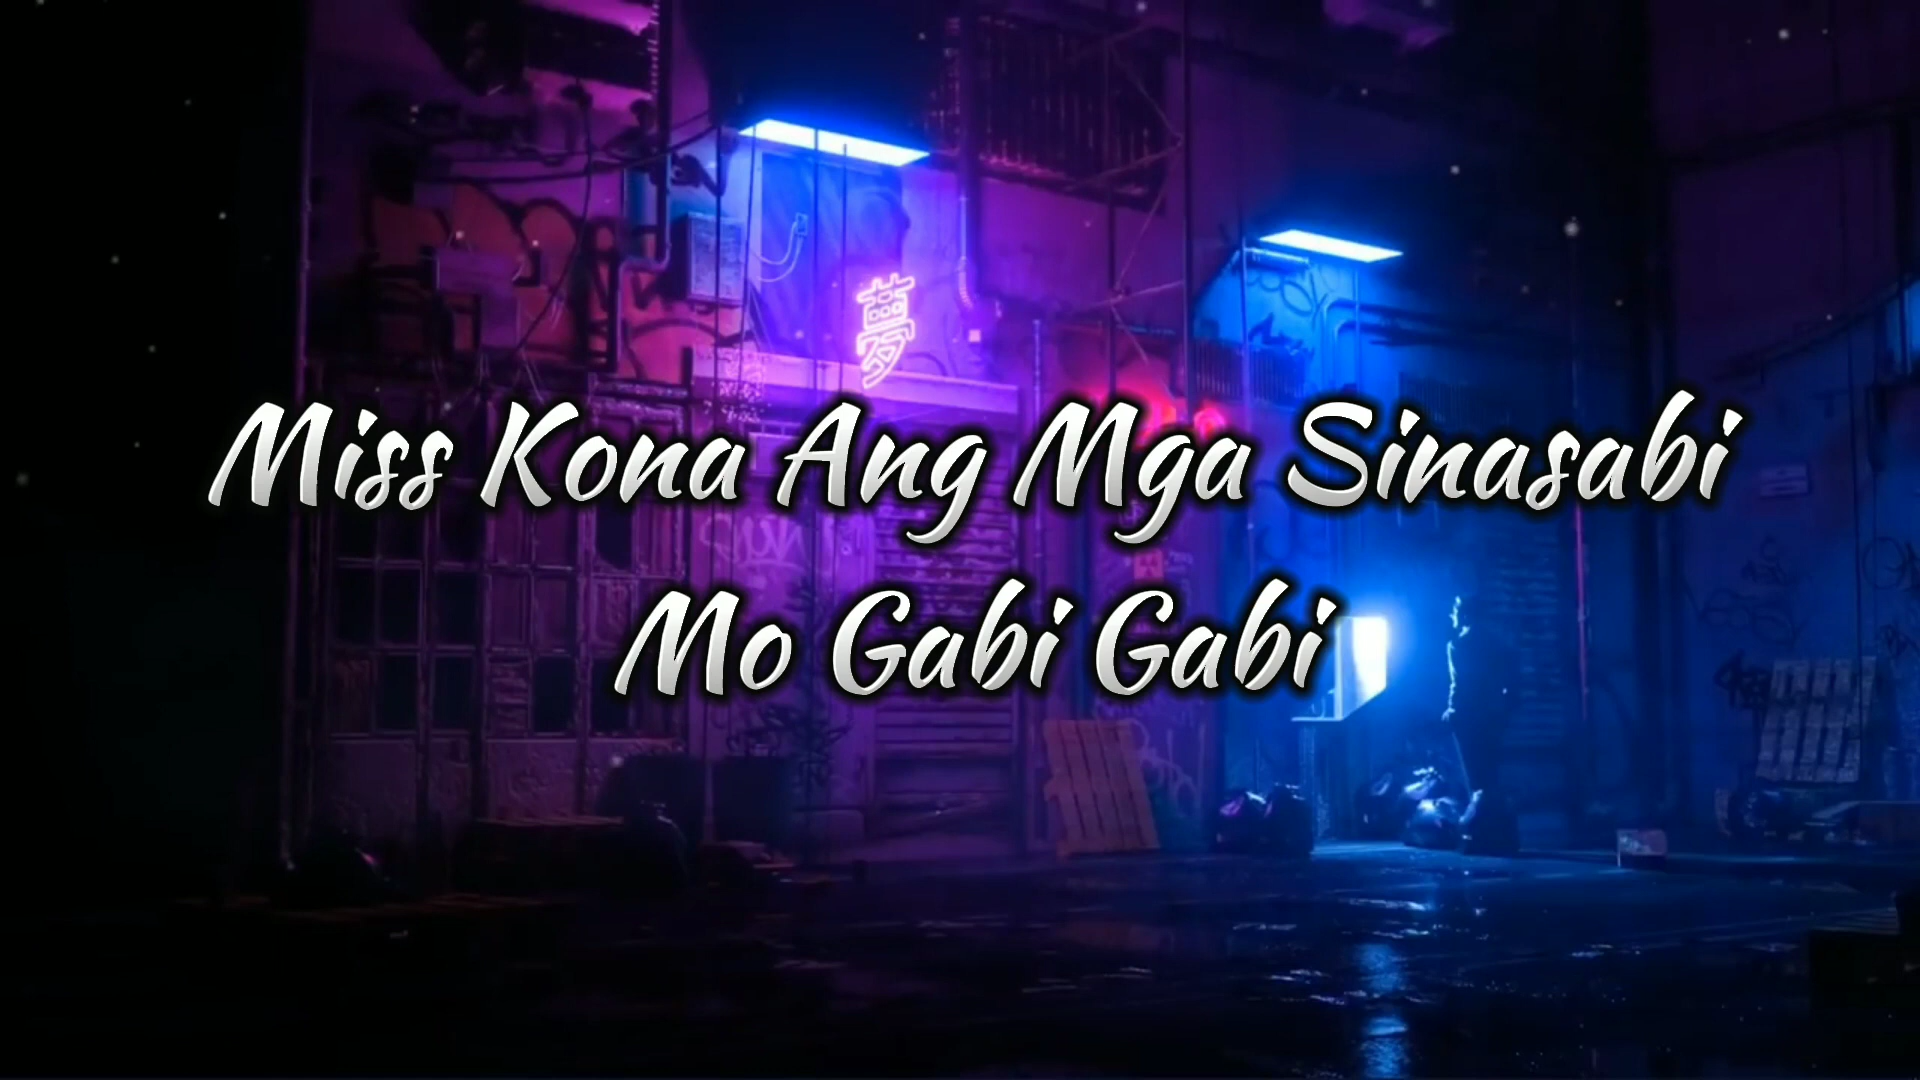 夢
Miss Kona Ang Mga Sinasabi
Mo Gabi Gabi